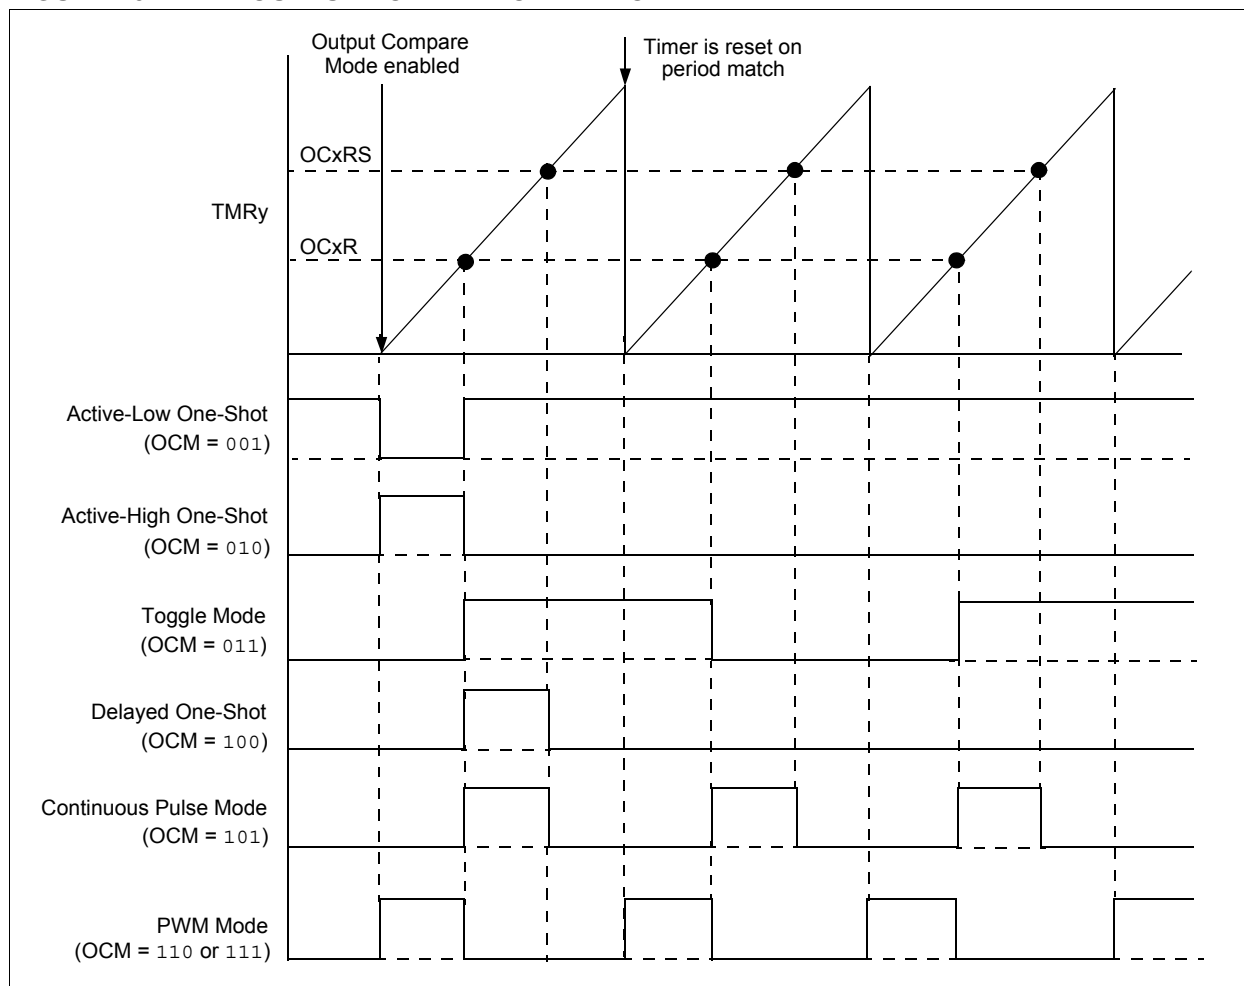 Output Compare
Mode enabled
Timer is reset on
period match
OCxRS
TMRy
OCxR
Active-Low One-Shot
(OCM = 001)
Active-High One-Shot
(OCM = 010)
Toggle Mode
(OCM = 011)
Delayed One-Shot
(OCM = 100)
Continuous Pulse Mode
(OCM = 101)
PWM Mode
(OCM = 110 or 111)